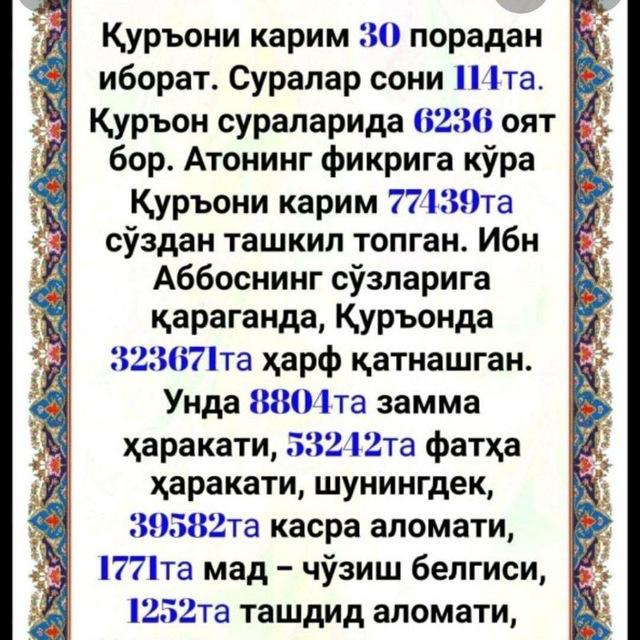 Қуръони карим 30 порадан
иборат. Суралар сони 114та.
Қуръон сураларида 6236 оят
бор. Атонинг фикрига кўра
Қуръони карим 77439та
сўздан ташкил топган. Ибн
Аббоснинг сўзларига
қараганда, Қуръонда
323671та ҳарф қатнашган.
Унда 8804та замма
ҳаракати, 53242та фатҳа
ҳаракати, шунингдек,
39582та касра аломати,
1771та мад – чўзиш белгиси,
1252та ташдид аломати,